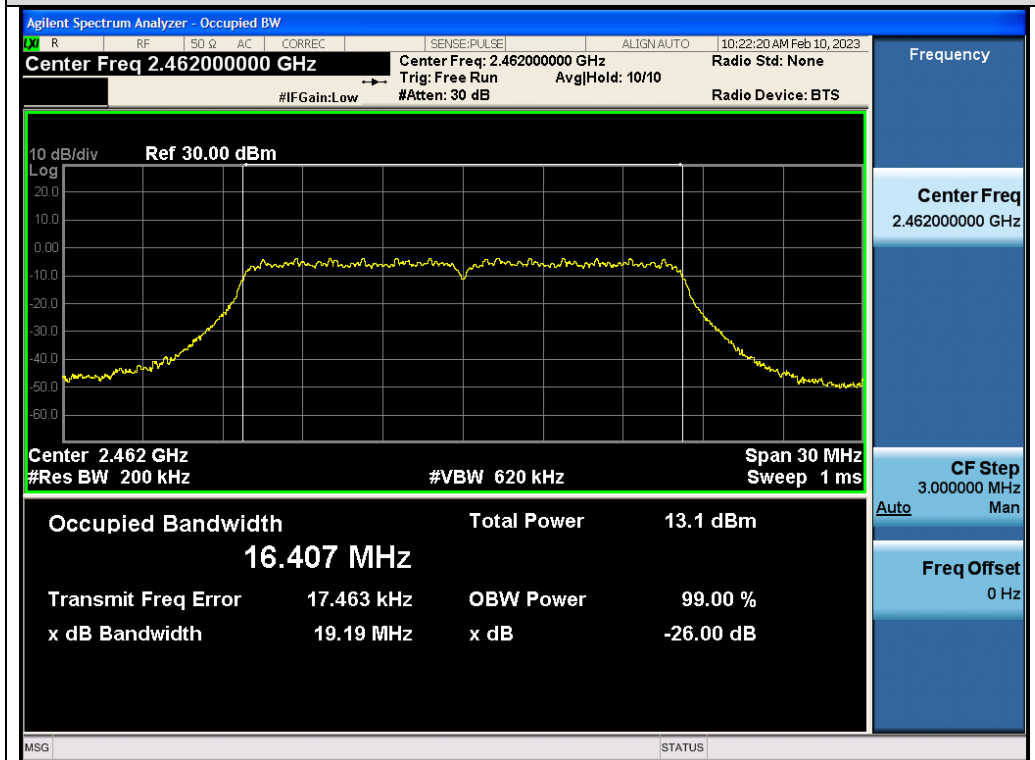 Agilent Spectrum Analyzer - Occupied BW
LXI R RF 50 Ω AC CORREC SENSE:PULSE ALIGN AUTO 10:22:20 AM Feb 10, 2023
Center Freq 2.462000000 GHz
Center Freq: 2.462000000 GHz
Radio Std: None
Trig: Free Run Avg|Hold: 10/10
#IFGain:Low
#Atten: 30 dB
Radio Device: BTS
10 dB/div Ref 30.00 dBm
Log
20.0
10.0
0.00
-10.0
-20.0
-30.0
-40.0
-50.0
-60.0
Center 2.462 GHz Span 30 MHz
#Res BW 200 kHz #VBW 620 kHz Sweep 1 ms
Occupied Bandwidth Total Power 13.1 dBm
16.407 MHz
Transmit Freq Error 17.463 kHz OBW Power 99.00 %
x dB Bandwidth 19.19 MHz x dB -26.00 dB
Frequency
Center Freq
2.462000000 GHz
CF Step
3.000000 MHz
Auto Man
Freq Offset
0 Hz
MSG STATUS